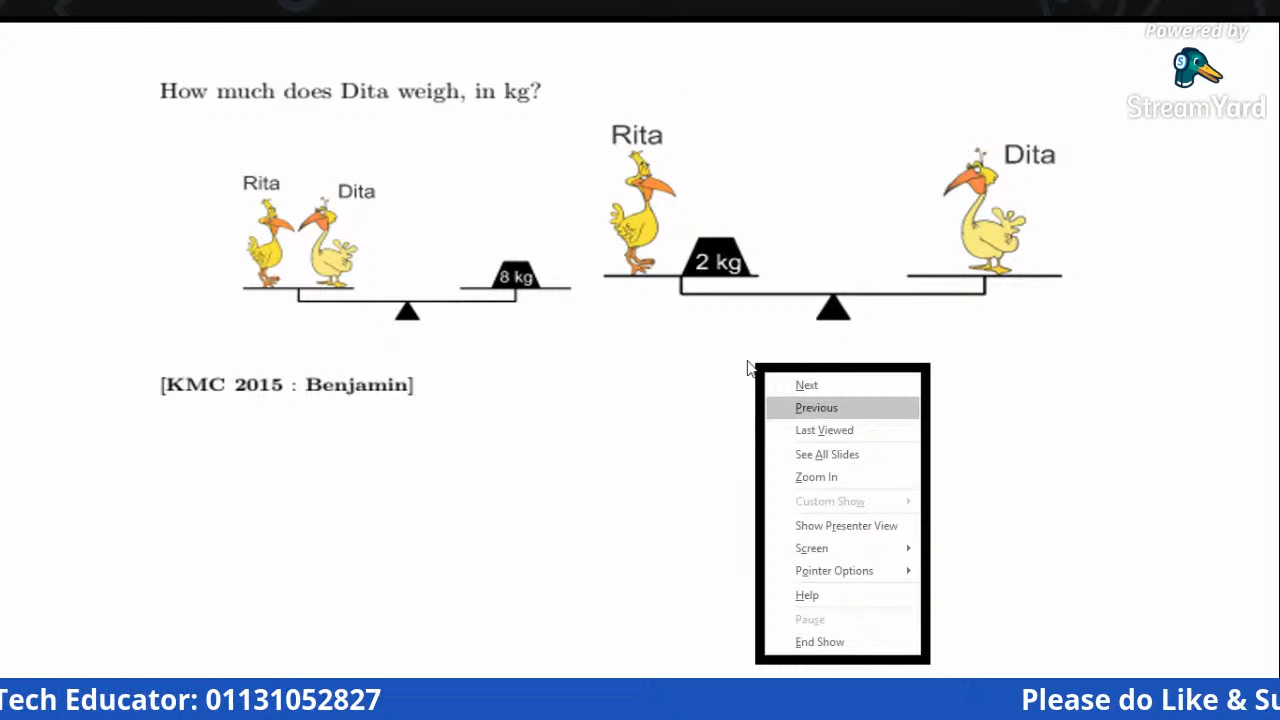 Powered by
StreamYard
How much does Dita weigh, in kg?
Rita
Dita
8 kg
Rita
Dita
2 kg
[KMC 2015 : Benjamin]
Next
Previous
Last Viewed
See All Slides
Zoom In
Custom Show
Show Presenter View
Screen
Pointer Options
Help
Pause
End Show
Tech Educator: 01131052827
Please do Like & Su